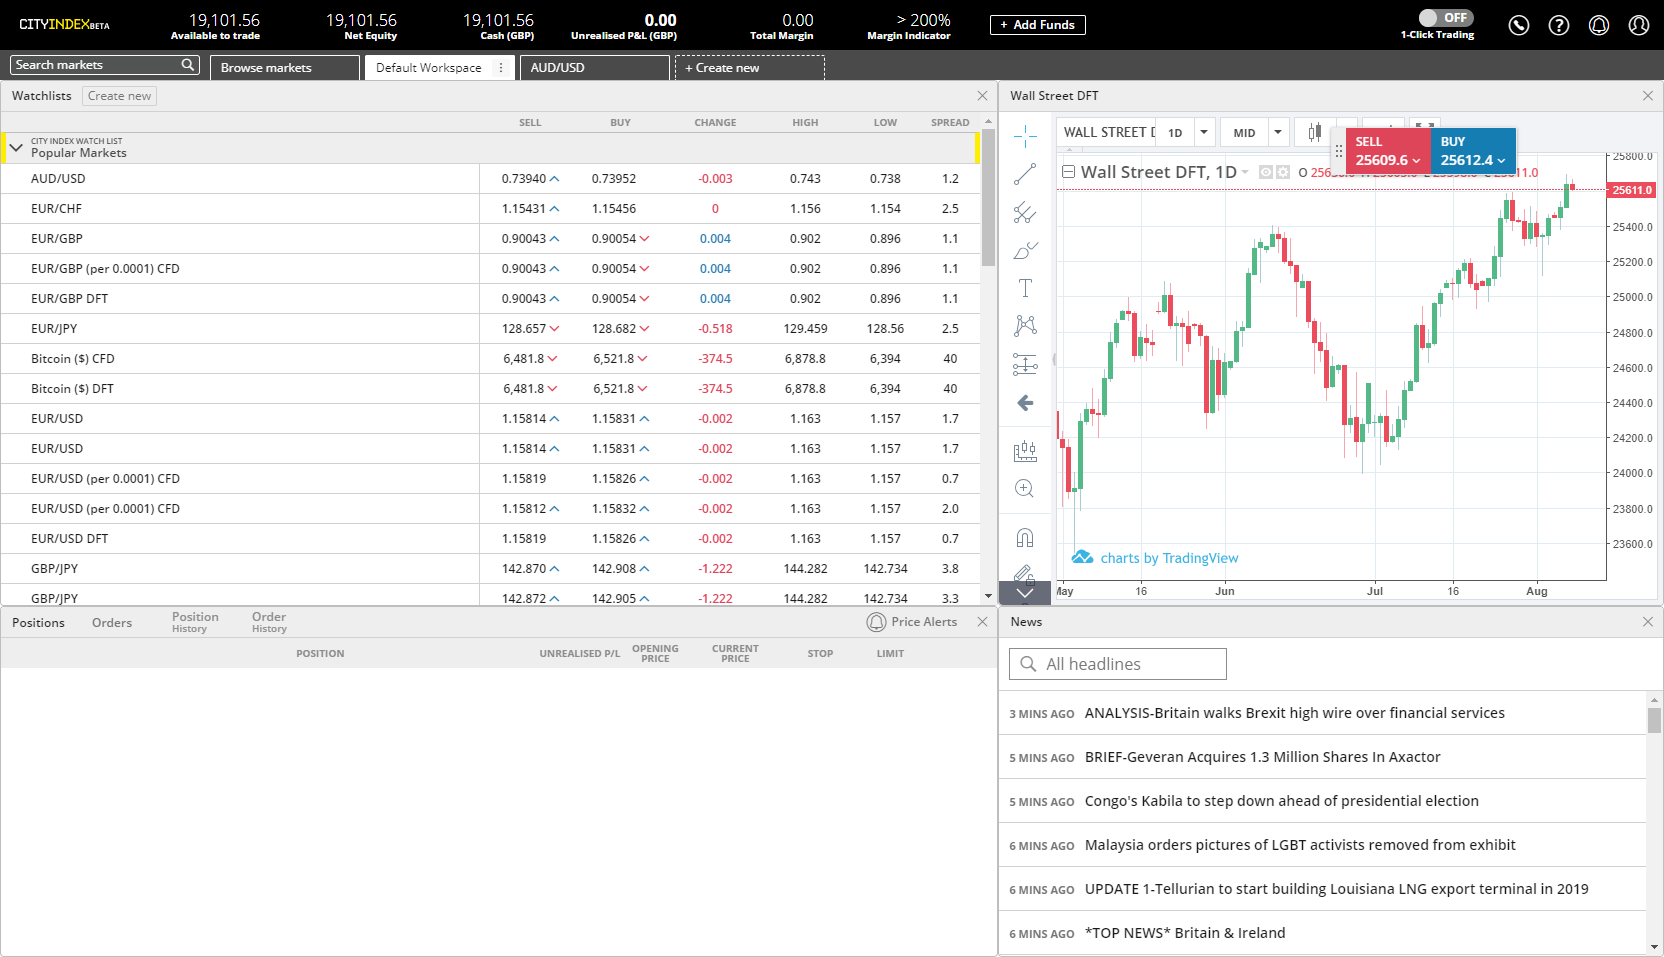 CITYINDEXBETA
19,101.56 19,101.56 19,101.56 0.00 0.00 > 200%
Available to trade Net Equity Cash (GBP) Unrealised P&L (GBP) Total Margin Margin Indicator
+ Add Funds
OFF
1-Click Trading
Search markets Browse markets Default Workspace AUD/USD + Create new
Watchlists Create new
SELL BUY CHANGE HIGH LOW SPREAD
CITY INDEX WATCH LIST
Popular Markets
AUD/USD 0.73940 0.73952 -0.003 0.743 0.738 1.2
EUR/CHF 1.15431 1.15456 0 1.156 1.154 2.5
EUR/GBP 0.90043 0.90054 0.004 0.902 0.896 1.1
EUR/GBP (per 0.0001) CFD 0.90043 0.90054 0.004 0.902 0.896 1.1
EUR/GBP DFT 0.90043 0.90054 0.004 0.902 0.896 1.1
EUR/JPY 128.657 128.682 -0.518 129.459 128.56 2.5
Bitcoin ($) CFD 6,481.8 6,521.8 -374.5 6,878.8 6,394 40
Bitcoin ($) DFT 6,481.8 6,521.8 -374.5 6,878.8 6,394 40
EUR/USD 1.15814 1.15831 -0.002 1.163 1.157 1.7
EUR/USD 1.15814 1.15831 -0.002 1.163 1.157 1.7
EUR/USD (per 0.0001) CFD 1.15819 1.15826 -0.002 1.163 1.157 0.7
EUR/USD (per 0.0001) CFD 1.15812 1.15832 -0.002 1.163 1.157 2.0
EUR/USD DFT 1.15819 1.15826 -0.002 1.163 1.157 0.7
GBP/JPY 142.870 142.908 -1.222 144.282 142.734 3.8
GBP/JPY 142.872 142.905 -1.222 144.282 142.734 3.3
Wall Street DFT
WALL STREET D 1D MID
SELL BUY
25609.6 25612.4
Wall Street DFT, 1D O
25800.0
25611.0
25400.0
25200.0
25000.0
24800.0
24600.0
24400.0
24200.0
24000.0
23800.0
23600.0
charts by TradingView
May 16 Jun Jul 16 Aug
Positions Orders Position History Order History Price Alerts
POSITION UNREALISED P/L OPENING PRICE CURRENT PRICE STOP LIMIT
News
All headlines
3 MINS AGO ANALYSIS-Britain walks Brexit high wire over financial services
5 MINS AGO BRIEF-Geveran Acquires 1.3 Million Shares In Axactor
5 MINS AGO Congo's Kabila to step down ahead of presidential election
6 MINS AGO Malaysia orders pictures of LGBT activists removed from exhibit
6 MINS AGO UPDATE 1-Tellurian to start building Louisiana LNG export terminal in 2019
6 MINS AGO *TOP NEWS* Britain & Ireland